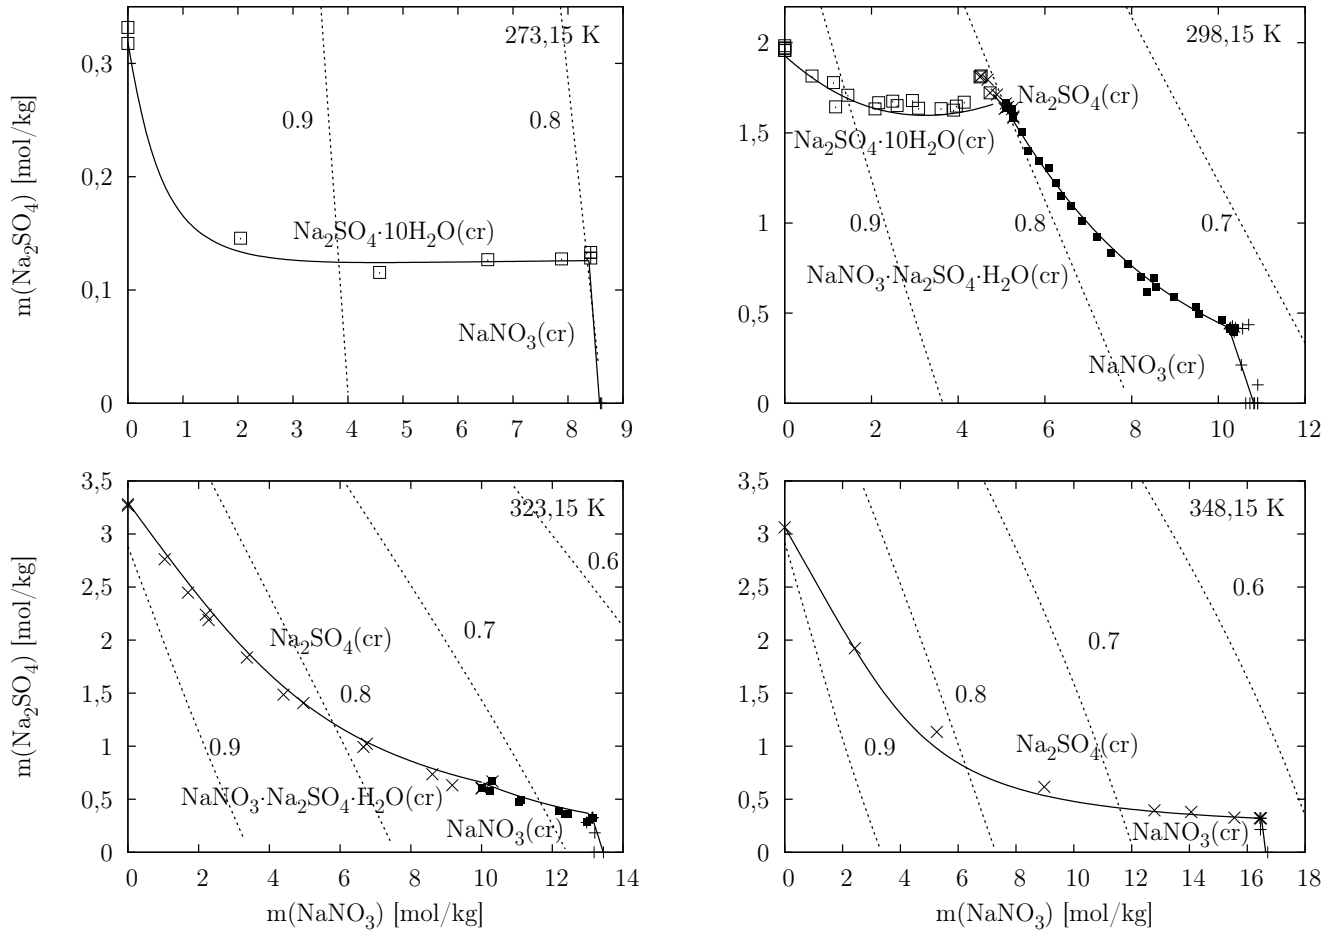 273,15 K
0.9
0.8
Na2SO4·10H2O(cr)
NaNO3(cr)
m(Na2SO4) [mol/kg]
0,3
0,2
0,1
0
0 1 2 3 4 5 6 7 8 9
298,15 K
Na2SO4(cr)
Na2SO4·10H2O(cr)
0.9
0.8
0.7
NaNO3·Na2SO4·H2O(cr)
NaNO3(cr)
2
1,5
1
0,5
0
0 2 4 6 8 10 12
323,15 K
0.6
0.7
Na2SO4(cr)
0.8
0.9
NaNO3·Na2SO4·H2O(cr)
NaNO3(cr)
m(Na2SO4) [mol/kg]
3,5
3
2,5
2
1,5
1
0,5
0
0 2 4 6 8 10 12 14
m(NaNO3) [mol/kg]
348,15 K
0.6
0.7
0.8
0.9
Na2SO4(cr)
NaNO3(cr)
3,5
3
2,5
2
1,5
1
0,5
0
0 2 4 6 8 10 12 14 16 18
m(NaNO3) [mol/kg]